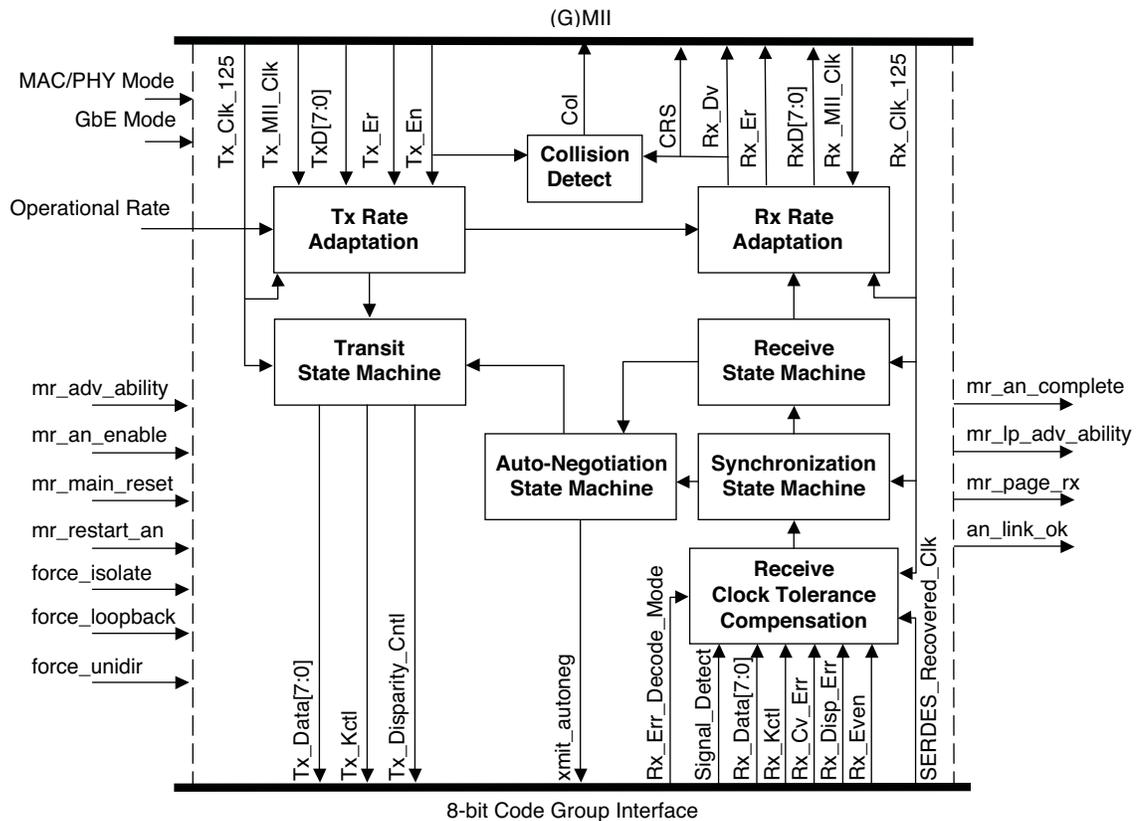 (G)MII
MAC/PHY Mode
GbE Mode
Operational Rate
Tx_Clk_125
Tx_MII_Clk
TxD[7:0]
Tx_Er
Tx_En
Col
CRS
Rx_Dv
Rx_Er
RxD[7:0]
Rx _MII_Clk
Rx_Clk_125
Collision
Detect
Tx Rate
Adaptation
Rx Rate
Adaptation
Transit
State Machine
Receive
State Machine
mr_adv_ability
mr_an_enable
mr_main_reset
mr_restart_an
force_isolate
force_loopback
force_unidir
Auto-Negotiation
State Machine
Synchronization
State Machine
mr_an_complete
mr_lp_adv_ability
mr_page_rx
an_link_ok
Receive
Clock Tolerance
Compensation
Tx_Data[7:0]
Tx_Kctl
Tx_Disparity_Cntl
xmit_autoneg
Rx_Err_Decode_Mode
Signal_Detect
Rx_Data[7:0]
Rx_Kctl
Rx_Cv_Err
Rx_Disp_Err
Rx_Even
SERDES_Recovered_Clk
8-bit Code Group Interface